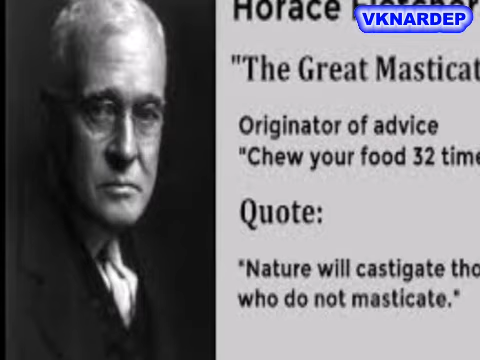 Horace
VKNARDEP
"The Great Masticat
Originator of advice
"Chew your food 32 time
Quote:
"Nature will castigate tho
who do not masticate."